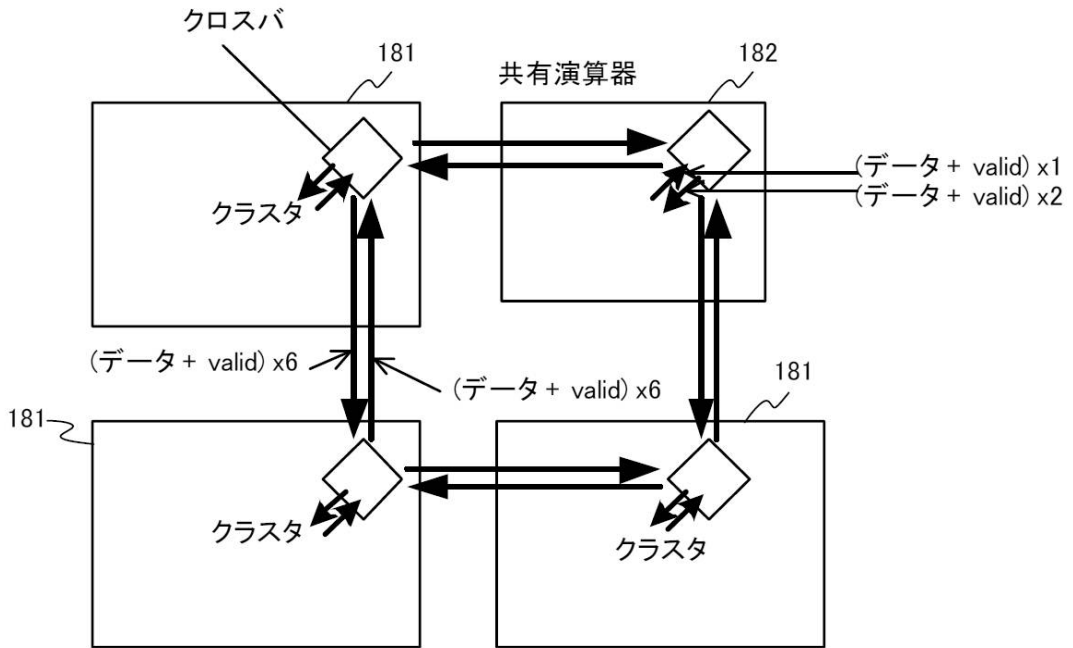 クロスバ
181
共有演算器
182
(データ + valid) x1
(データ + valid) x2
クラスタ
(データ + valid) x6
(データ + valid) x6
181
181
クラスタ
クラスタ